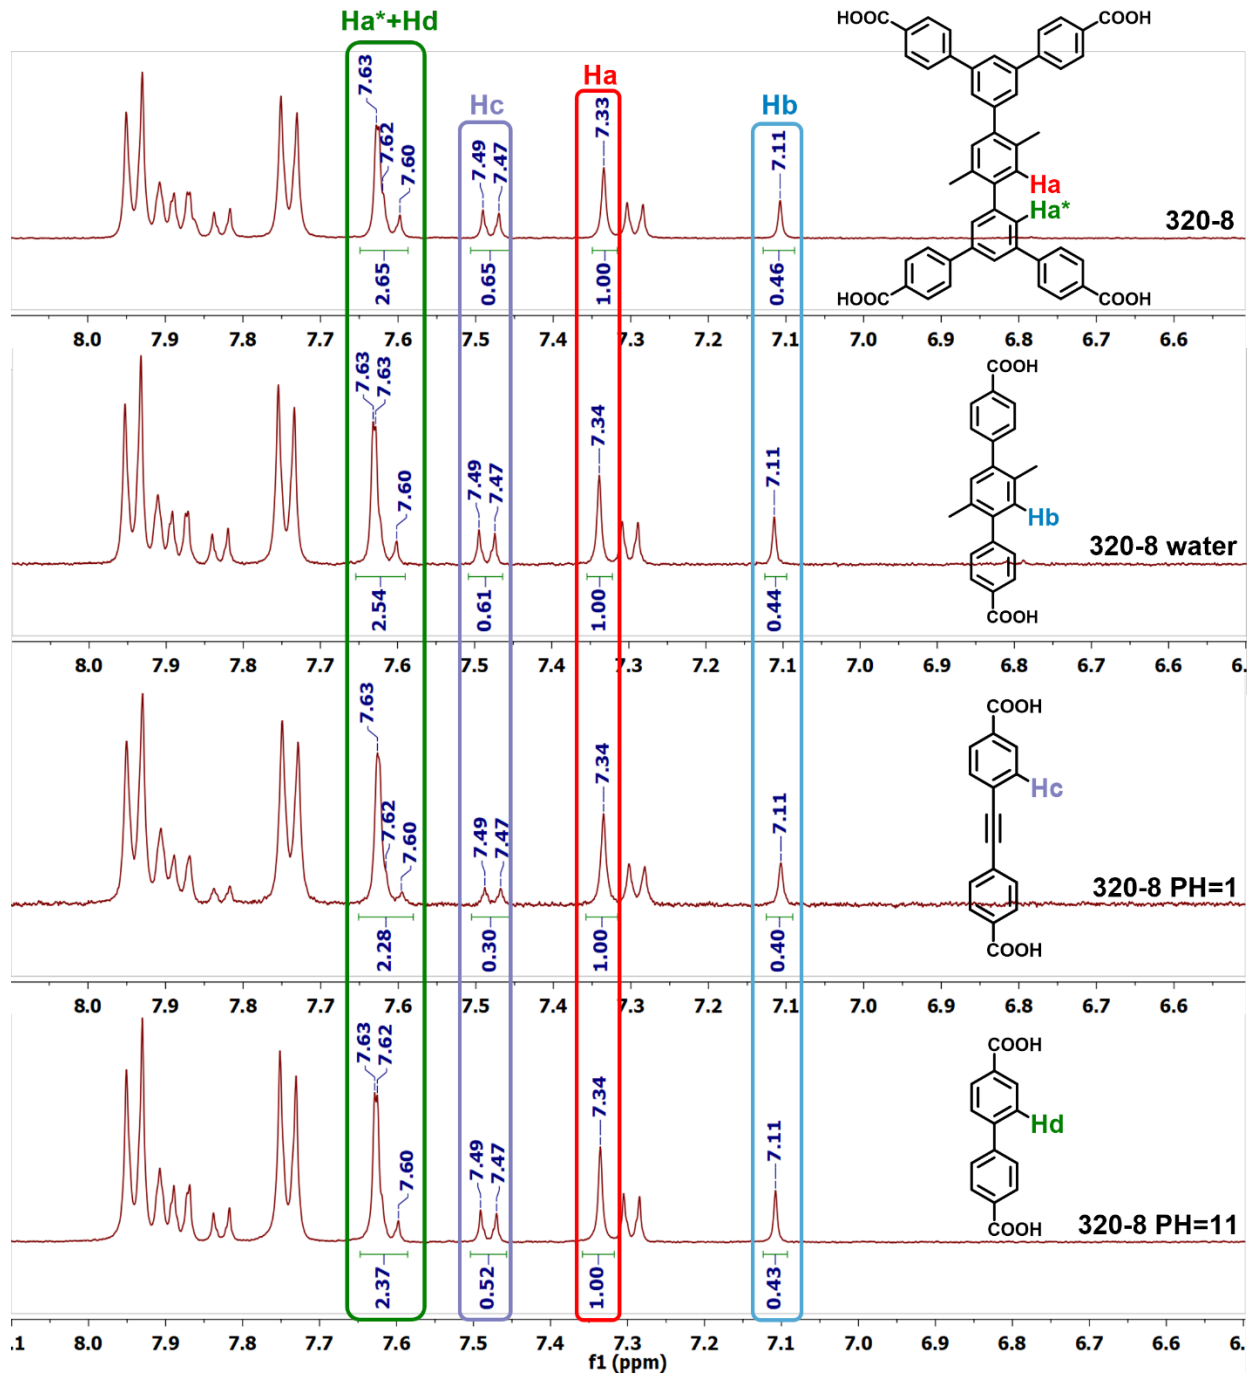 Ha*+Hd
Hc
Ha
Hb
7.63
7.62
7.60
7.49
7.47
7.33
7.11
2.65
0.65
1.00
0.46
HOOC
COOH
Ha
Ha*
HOOC
COOH
320-8
8.0 7.9 7.8 7.7 7.6 7.5 7.4 7.3 7.2 7.1 7.0 6.9 6.8 6.7 6.6
7.63
7.63
7.60
7.49
7.47
7.34
7.11
2.54
0.61
1.00
0.44
COOH
Hb
COOH
320-8 water
8.0 7.9 7.8 7.7 7.6 7.5 7.4 7.3 7.2 7.1 7.0 6.9 6.8 6.7 6.6 6.
7.63
7.62
7.60
7.49
7.47
7.34
7.11
2.28
0.30
1.00
0.40
COOH
Hc
COOH
320-8 PH=1
8.0 7.9 7.8 7.7 7.6 7.5 7.4 7.3 7.2 7.1 7.0 6.9 6.8 6.7 6.6 6.
7.63
7.62
7.60
7.49
7.47
7.34
7.11
2.37
0.52
1.00
0.43
COOH
Hd
COOH
320-8 PH=11
.1 8.0 7.9 7.8 7.7 7.6 7.5 7.4 7.3 7.2 7.1 7.0 6.9 6.8 6.7 6.6 6.
f1 (ppm)